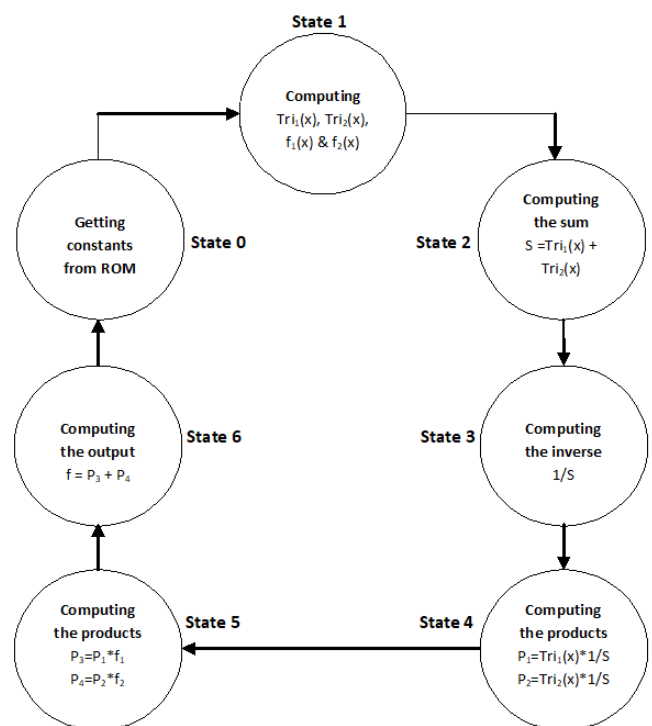 State 1
Computing
Tri₁(x), Tri₂(x),
f₁(x) & f₂(x)
Getting
constants
from ROM
State 0
State 2
Computing
the sum
S =Tri₁(x) +
Tri₂(x)
Computing
the output
f = P₃ + P₄
State 6
State 3
Computing
the inverse
1/S
Computing
the products
P₃=P₁*f₁
P₄=P₂*f₂
State 5
State 4
Computing
the products
P₁=Tri₁(x)*1/S
P₂=Tri₂(x)*1/S